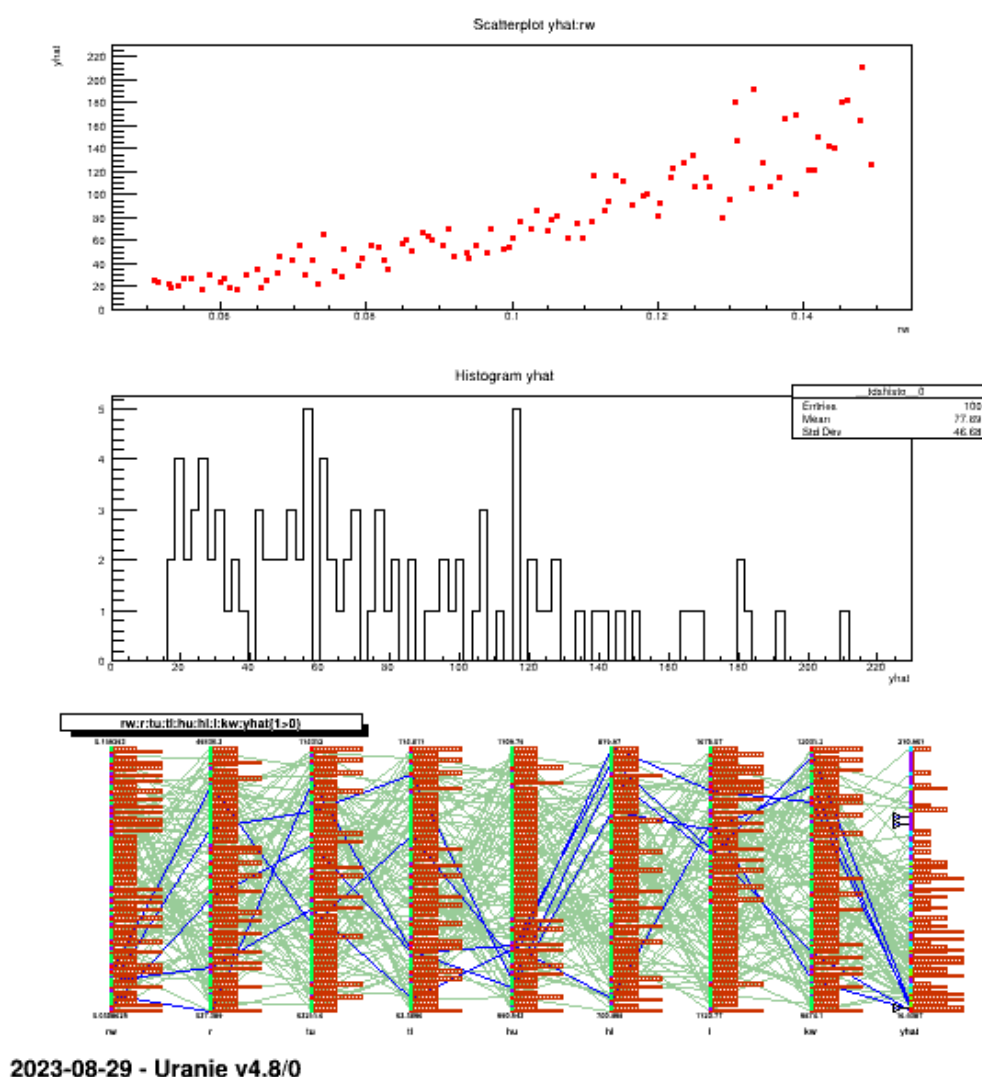 Scatterplot yhat:rw
yhat
220
200
180
160
140
120
100
80
60
40
20
0
0.06
0.08
0.1
0.12
0.14
rw
Histogram yhat
Entries 100
Mean 77.69
Std Dev 46.68
5
4
3
2
1
0
0 20 40 60 80 100 120 140 160 180 200 220
yhat
rw:r:tu:tl:hu:hl:l:kw:yhat{1>0}
rw r tu tl hu hl l kw yhat
2023-08-29 - Uranie v4.8/0